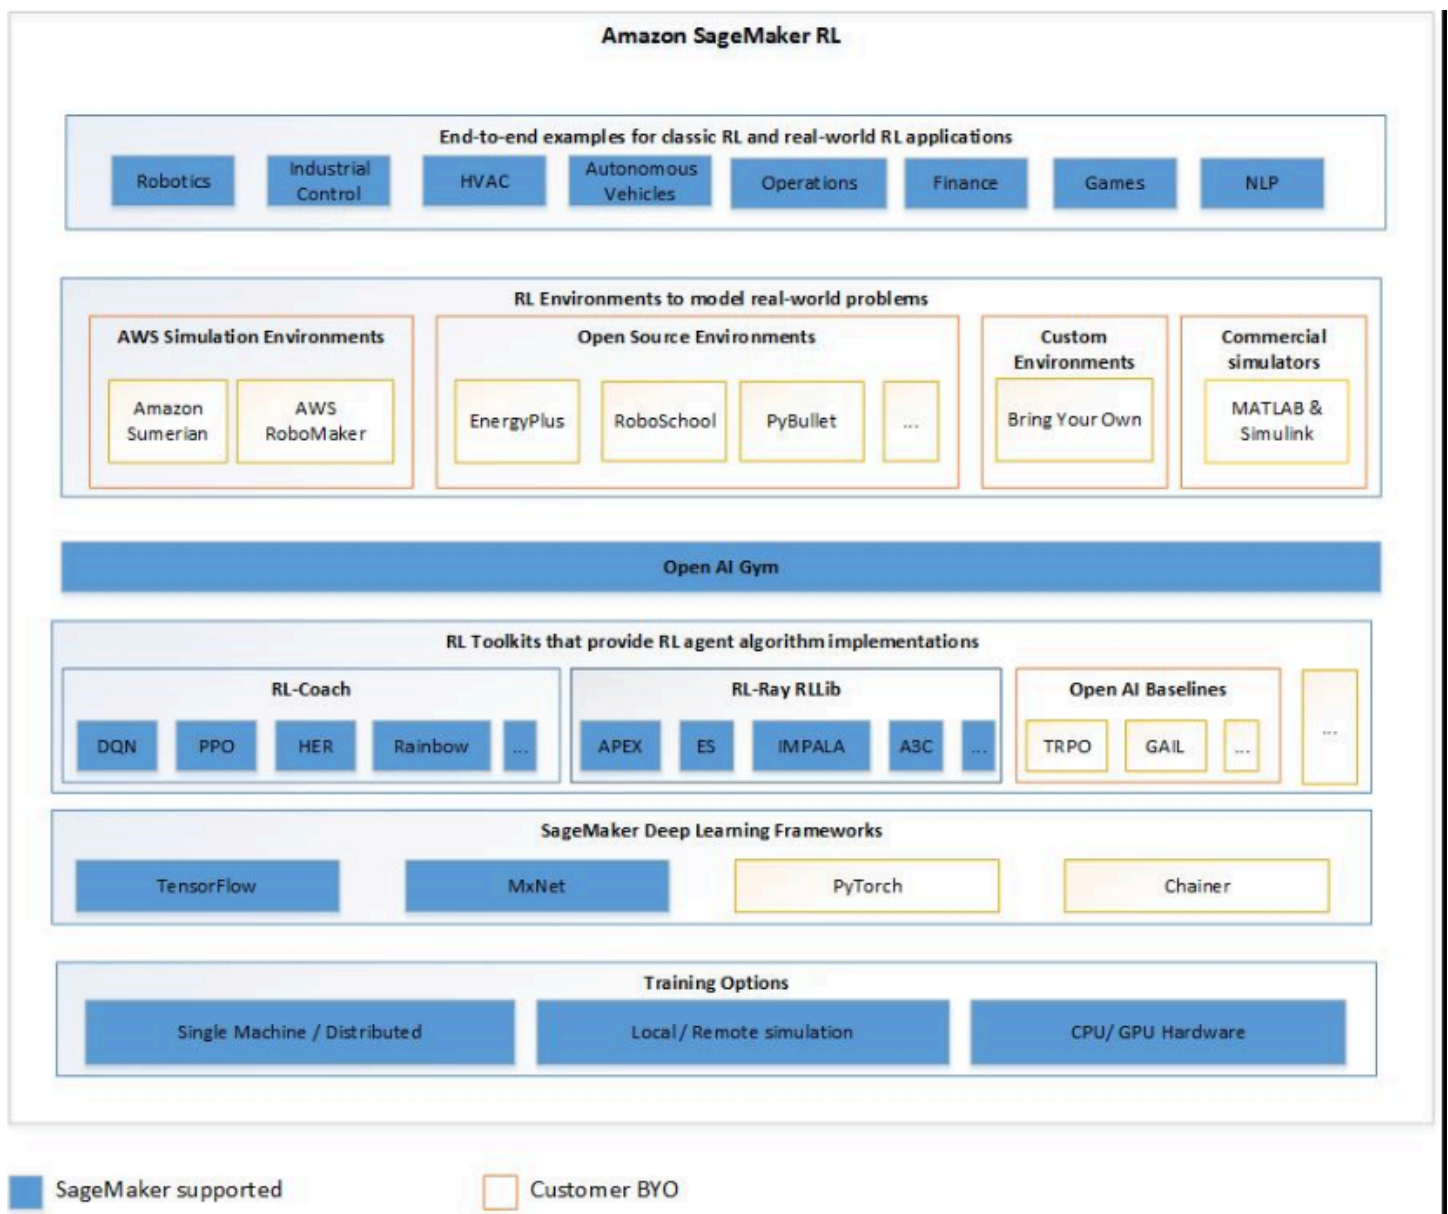 Amazon SageMaker RL
End-to-end examples for classic RL and real-world RL applications
Robotics
Industrial
Control
HVAC
Autonomous
Vehicles
Operations
Finance
Games
NLP
RL Environments to model real-world problems
AWS Simulation Environments
Amazon
Sumerian
AWS
RoboMaker
Open Source Environments
EnergyPlus
RoboSchool
PyBullet
...
Custom
Environments
Bring Your Own
Commercial
simulators
MATLAB &
Simulink
Open AI Gym
RL Toolkits that provide RL agent algorithm implementations
RL-Coach
DQN
PPO
HER
Rainbow
...
RL-Ray RLLib
APEX
ES
IMPALA
A3C
...
Open AI Baselines
TRPO
GAIL
...
...
SageMaker Deep Learning Frameworks
TensorFlow
MxNet
PyTorch
Chainer
Training Options
Single Machine / Distributed
Local / Remote simulation
CPU/ GPU Hardware
SageMaker supported
Customer BYO